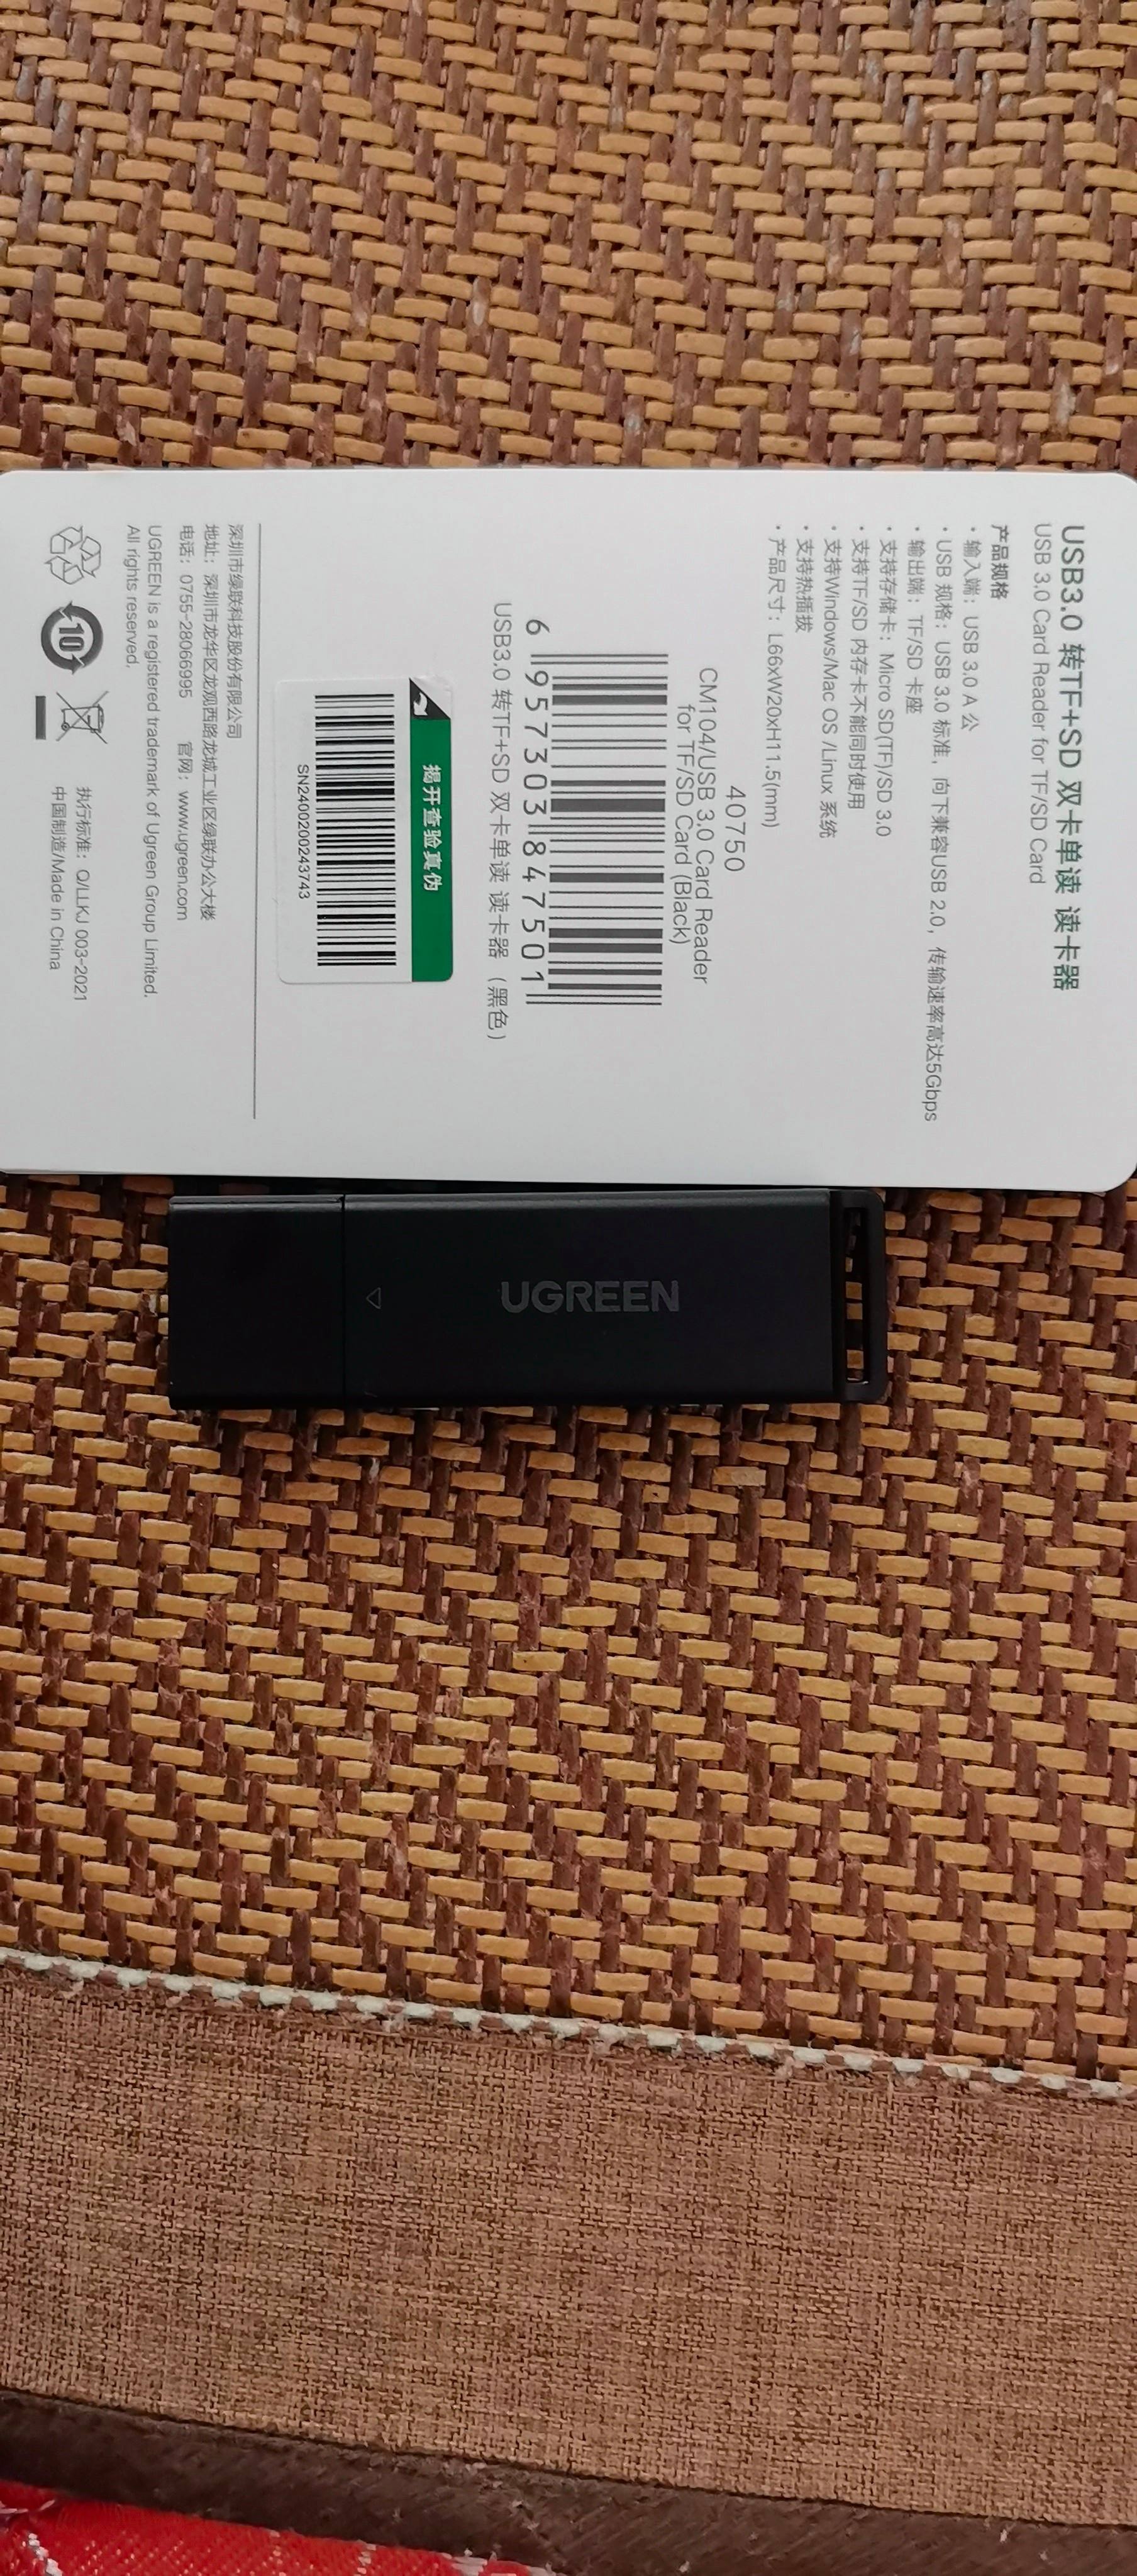 USB3.0 转TF+SD 双卡单读 读卡器
USB 3.0 Card Reader for TF/SD Card
产品规格
· 输入端：USB 3.0 A 公
· USB 规格：USB 3.0 标准，向下兼容USB 2.0，传输速率高达5Gbps
· 输出端：TF/SD 卡座
· 支持存储卡：Micro SD(TF)/SD 3.0
· 支持TF/SD 内存卡不能同时使用
· 支持Windows/Mac OS /Linux 系统
· 支持热插拔
· 产品尺寸：L66xW20xH11.5(mm)
40750
CM104/USB 3.0 Card Reader
for TF/SD Card (Black)
6 957303 847501
USB3.0 转TF+SD 双卡单读 读卡器（黑色）
揭开查验真伪
SN240020024374​3
深圳市绿联科技股份有限公司
地址：深圳市龙华区龙观西路龙城工业区绿联办公大楼
电话：0755-28066995 官网：www.ugreen.com
UGREEN is a registered trademark of Ugreen Group Limited.
All rights reserved.
10
执行标准：Q/LLKJ 003-2021
中国制造/Made in China
UGREEN